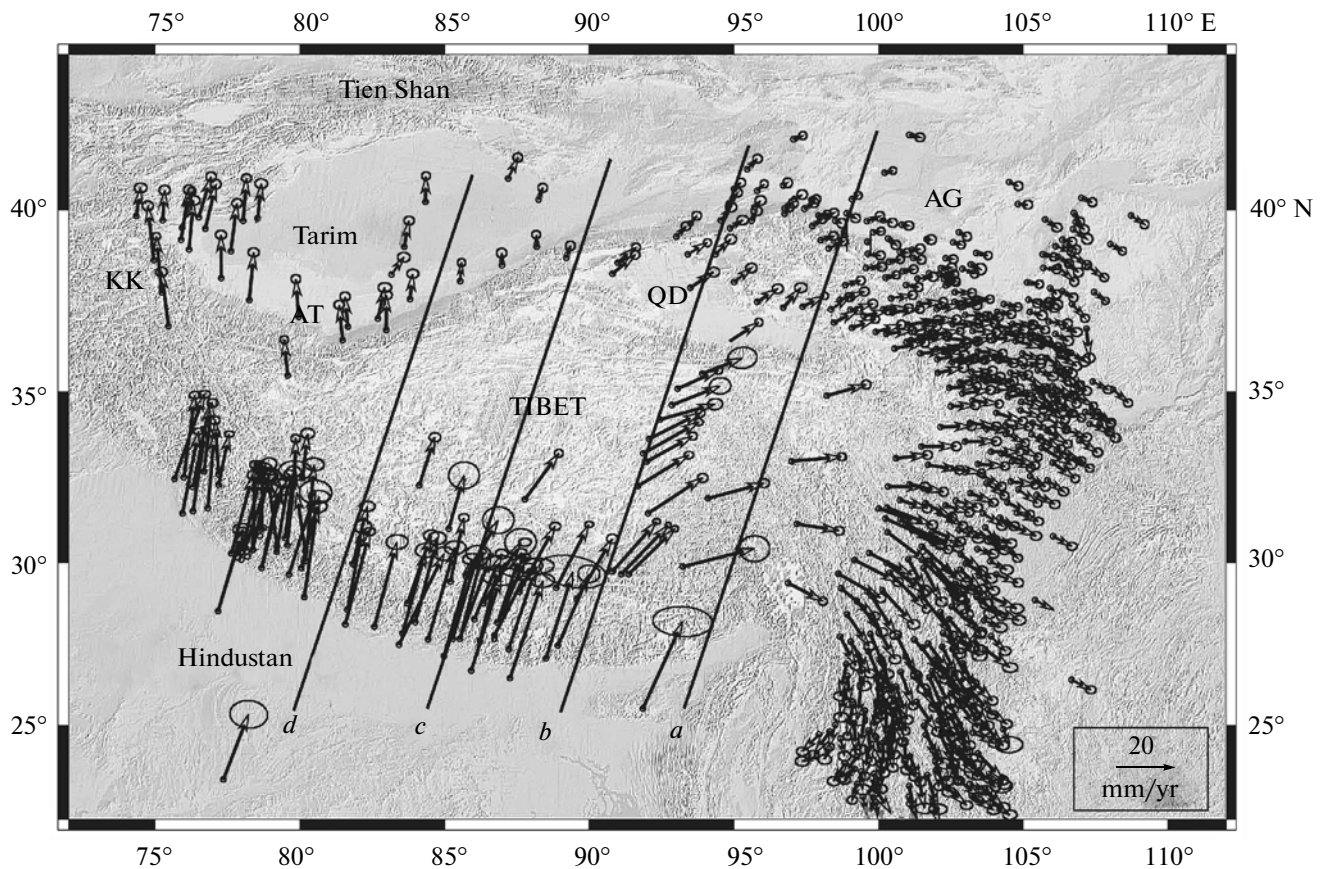 75° 80° 85° 90° 95° 100° 105° 110° E
Tien Shan
40° AG 40° N
Tarim
KK QD
AT
35° TIBET 35°
30° 30°
Hindustan
25° d c b a 25°
20
mm/yr
75° 80° 85° 90° 95° 100° 105° 110°